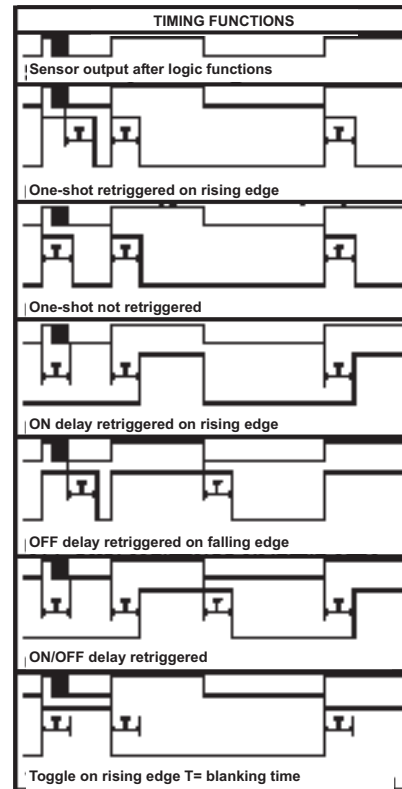 TIMING FUNCTIONS
Sensor output after logic functions
T T T
One-shot retriggered on rising edge
T T T
One-shot not retriggered
T T T
ON delay retriggered on rising edge
T T
OFF delay retriggered on falling edge
T T T T
ON/OFF delay retriggered
T T T
Toggle on rising edge T= blanking time